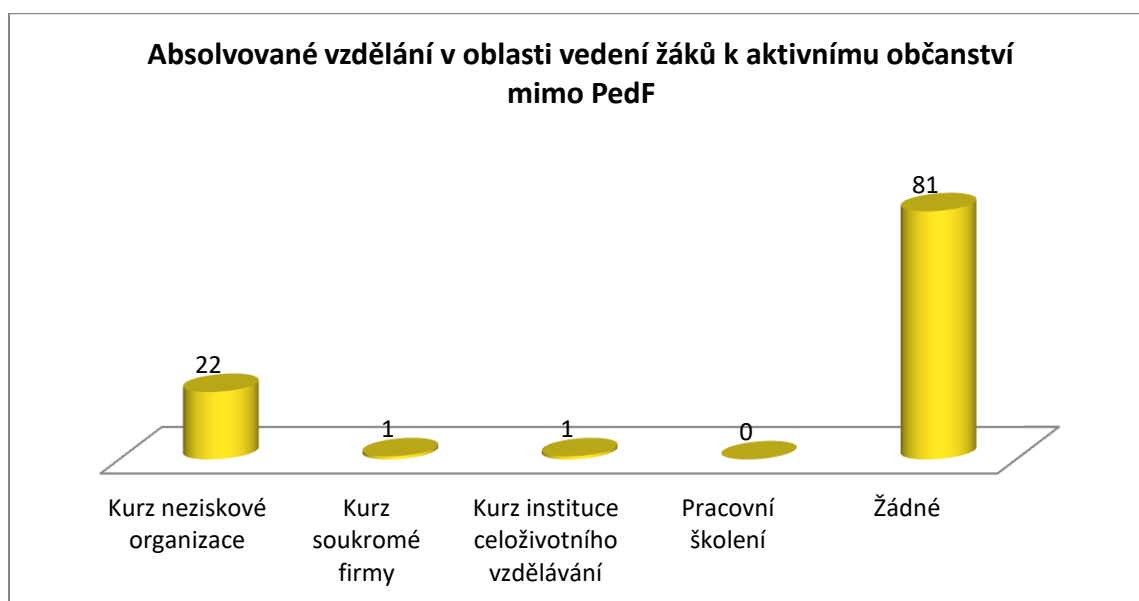 Absolvované vzdělání v oblasti vedení žáků k aktivnímu občanství
mimo PedF
22
1
1
0
81
Kurz neziskové
organizace
Kurz
soukromé
firmy
Kurz instituce
celoživotního
vzdělávání
Pracovní
školení
Žádné